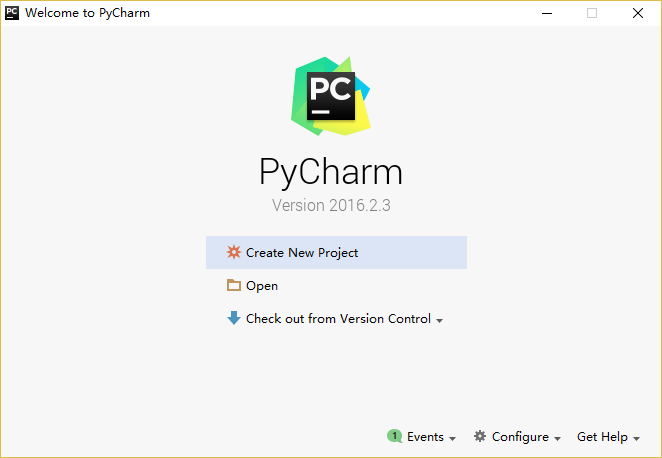 PC Welcome to PyCharm
PC
PyCharm
Version 2016.2.3
Create New Project
Open
Check out from Version Control
1 Events Configure Get Help